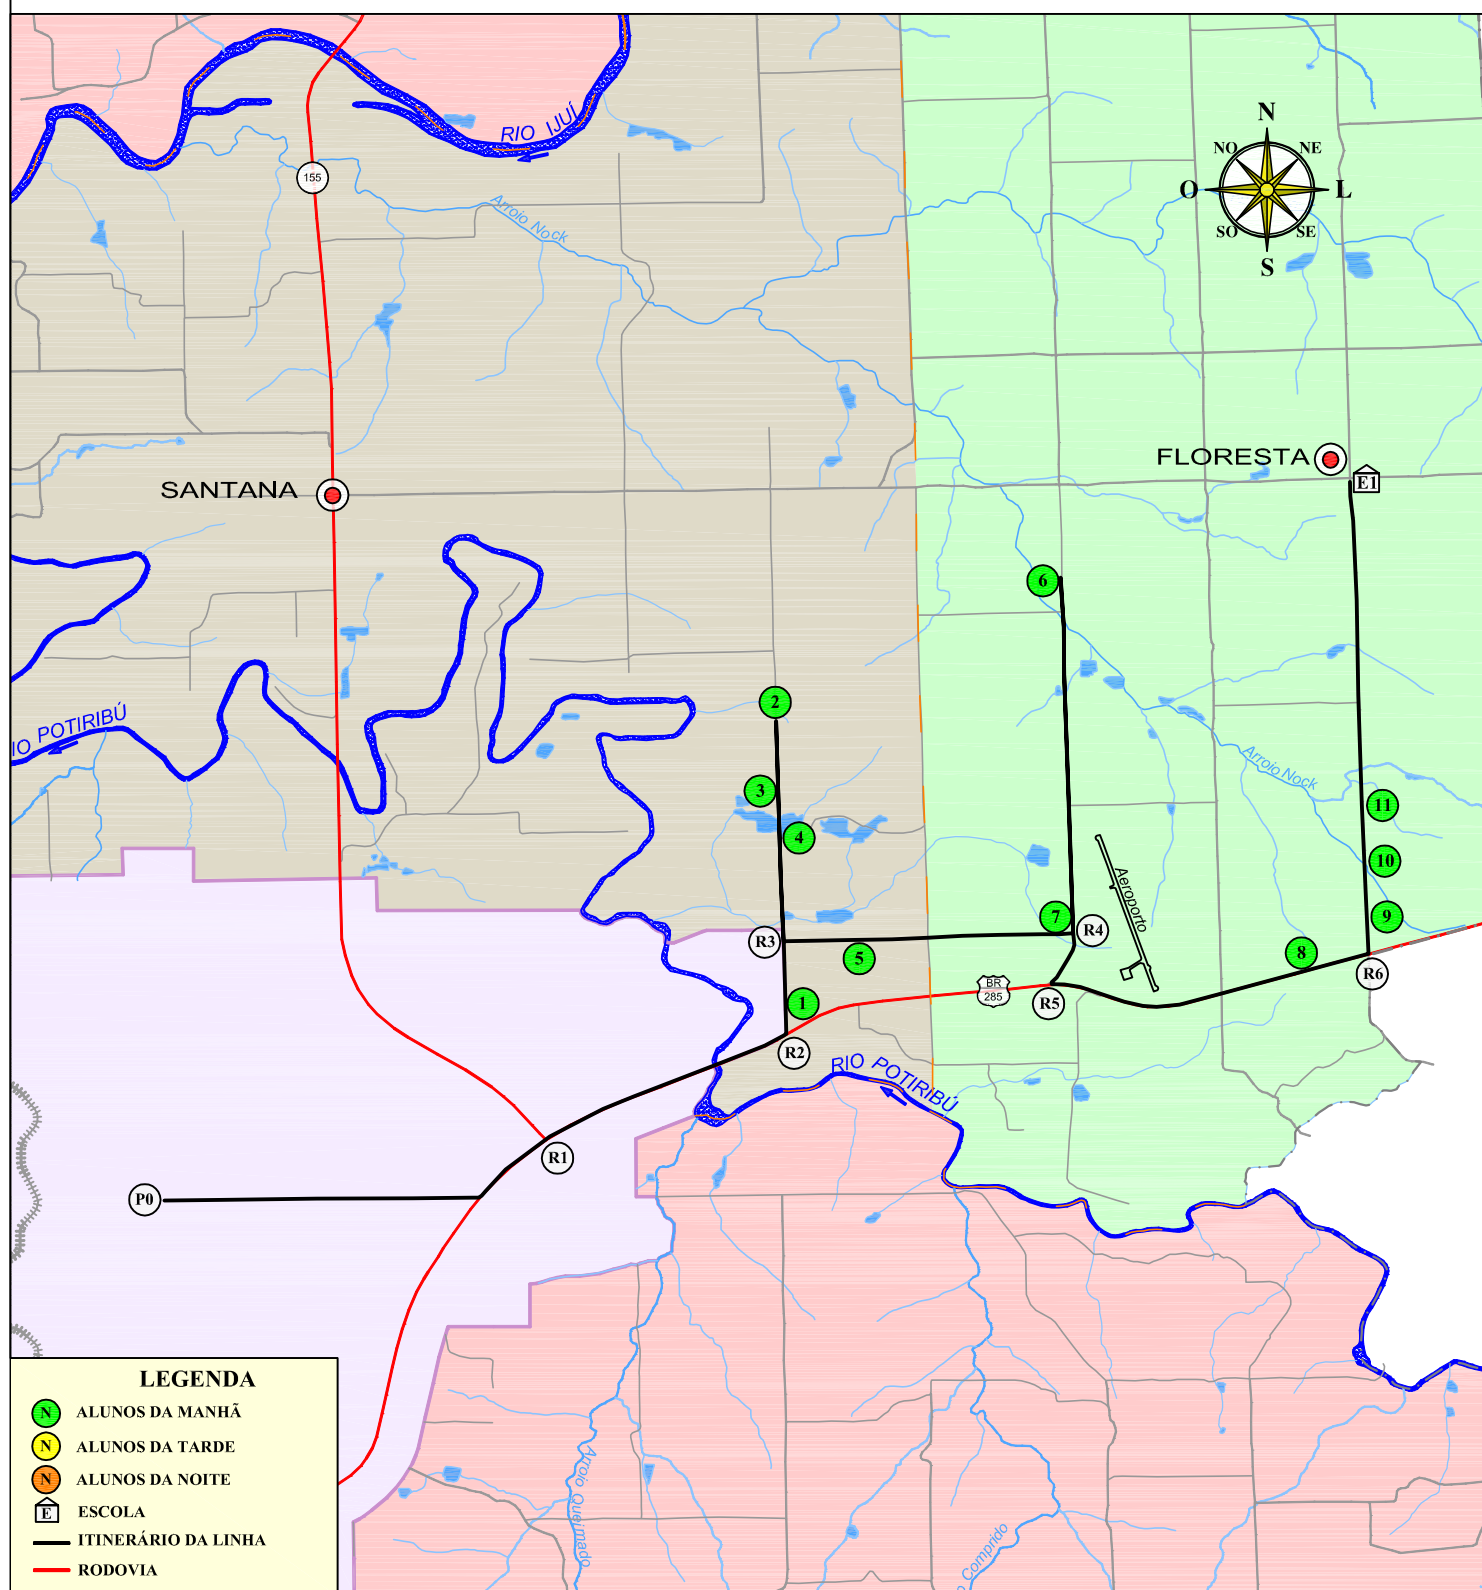 RIO IJUÍ
N
NO
NE
O
L
SO
SE
S
155
Arroio Nock
FLORESTA
E1
SANTANA
6
2
IO POTIRIBÚ
3
4
Arroio Nock
11
10
Aeroporto
7
R4
9
R3
5
8
R6
BR
285
R5
1
R2
RIO POTIRIBÚ
R1
P0
LEGENDA
N ALUNOS DA MANHÃ
N ALUNOS DA TARDE
N ALUNOS DA NOITE
E ESCOLA
ITINERÁRIO DA LINHA
RODOVIA
Arroio Queimado
o Comprido